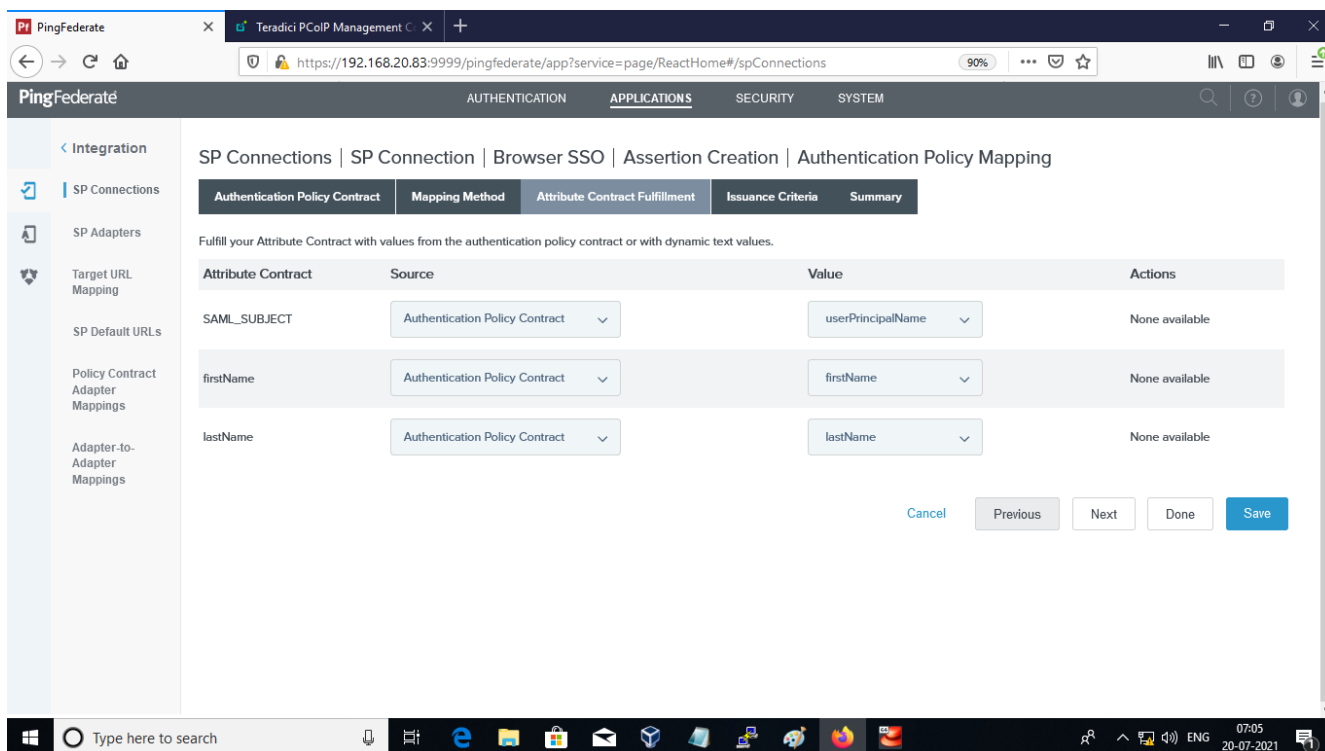 Pf PingFederate
Teradici PCoIP Management C
https://192.168.20.83:9999/pingfederate/app?service=page/ReactHome#/spConnections
90%
PingFederate
AUTHENTICATION APPLICATIONS SECURITY SYSTEM
Integration
SP Connections
SP Adapters
Target URL
Mapping
SP Default URLs
Policy Contract
Adapter
Mappings
Adapter-to-
Adapter
Mappings
SP Connections | SP Connection | Browser SSO | Assertion Creation | Authentication Policy Mapping
Authentication Policy Contract Mapping Method Attribute Contract Fulfillment Issuance Criteria Summary
Fulfill your Attribute Contract with values from the authentication policy contract or with dynamic text values.
Attribute Contract Source Value Actions
SAML_SUBJECT Authentication Policy Contract userPrincipalName None available
firstName Authentication Policy Contract firstName None available
lastName Authentication Policy Contract lastName None available
Cancel Previous Next Done Save
Type here to search
ENG
07:05
20-07-2021